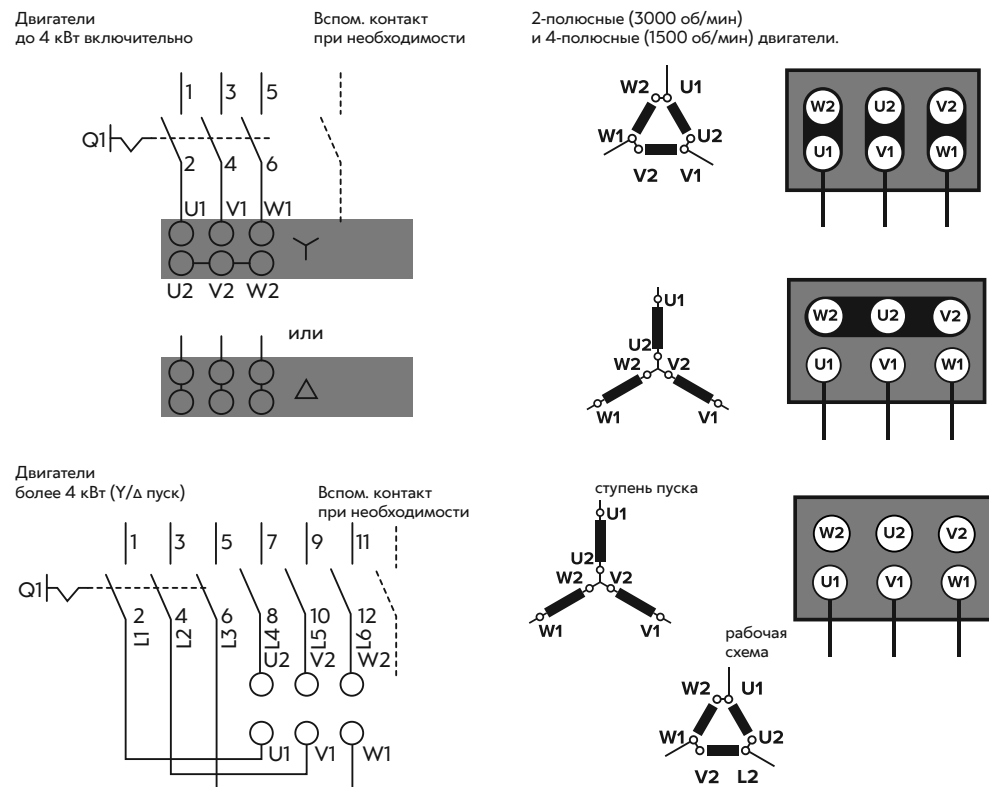 Двигатели
до 4 кВт включительно
Вспом. контакт
при необходимости
1 3 5
Q1
2 4 6
U1 V1 W1
U2 V2 W2
или
Двигатели
более 4 кВт (Y/∆ пуск)
Вспом. контакт
при необходимости
1 3 5 7 9 11
Q1
2 4 6 8 10 12
L1 L2 L3 L4 L5 L6
U2 V2 W2
U1 V1 W1
2-полюсные (3000 об/мин)
и 4-полюсные (1500 об/мин) двигатели.
W2 U1
W1 U2
V2 V1
W2 U2 V2
U1 V1 W1
U1
U2
W2 V2
W1 V1
W2 U2 V2
U1 V1 W1
ступень пуска
U1
U2
W2 V2
W1 V1
W2 U2 V2
U1 V1 W1
рабочая
схема
W2 U1
W1 U2
V2 L2